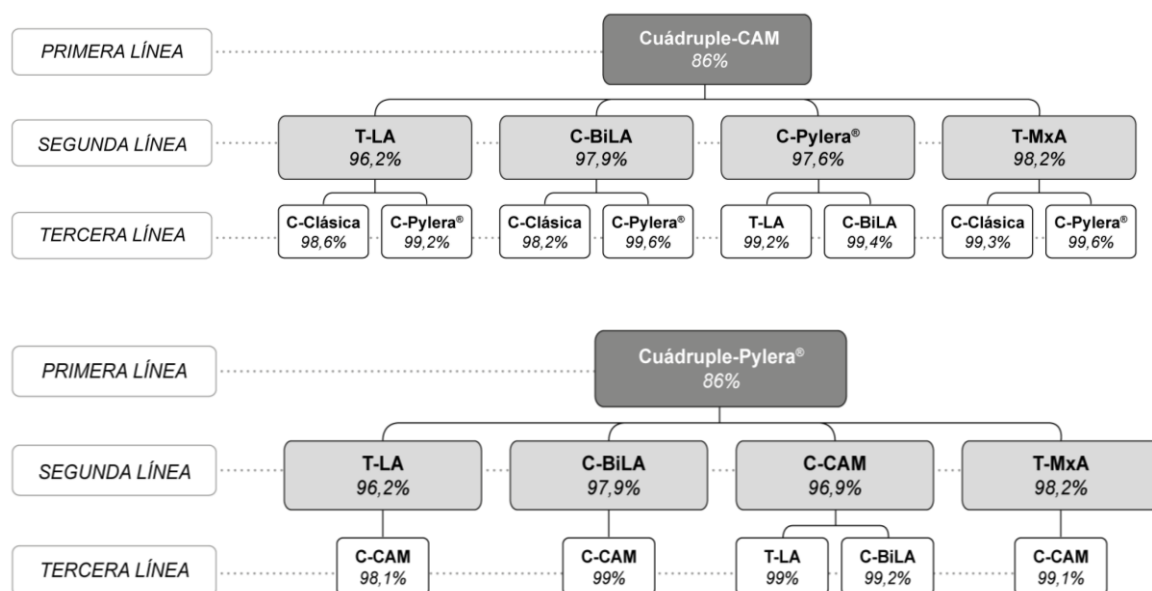 Cuádruple-CAM
PRIMERA LÍNEA
86%
T-LA C-BiLA C-Pylera® T-MxA
SEGUNDA LÍNEA
96,2% 97,9% 97,6% 98,2%
C-Clásica C-Pylera® C-Clásica C-Pylera® T-LA C-BiLA C-Clásica C-Pylera®
TERCERA LÍNEA
98,6% 99,2% 98,2% 99,6% 99,2% 99,4% 99,3% 99,6%
Cuádruple-Pylera®
PRIMERA LÍNEA
86%
T-LA C-BiLA C-CAM T-MxA
SEGUNDA LÍNEA
96,2% 97,9% 96,9% 98,2%
C-CAM C-CAM T-LA C-BiLA C-CAM
TERCERA LÍNEA
98,1% 99% 99% 99,2% 99,1%